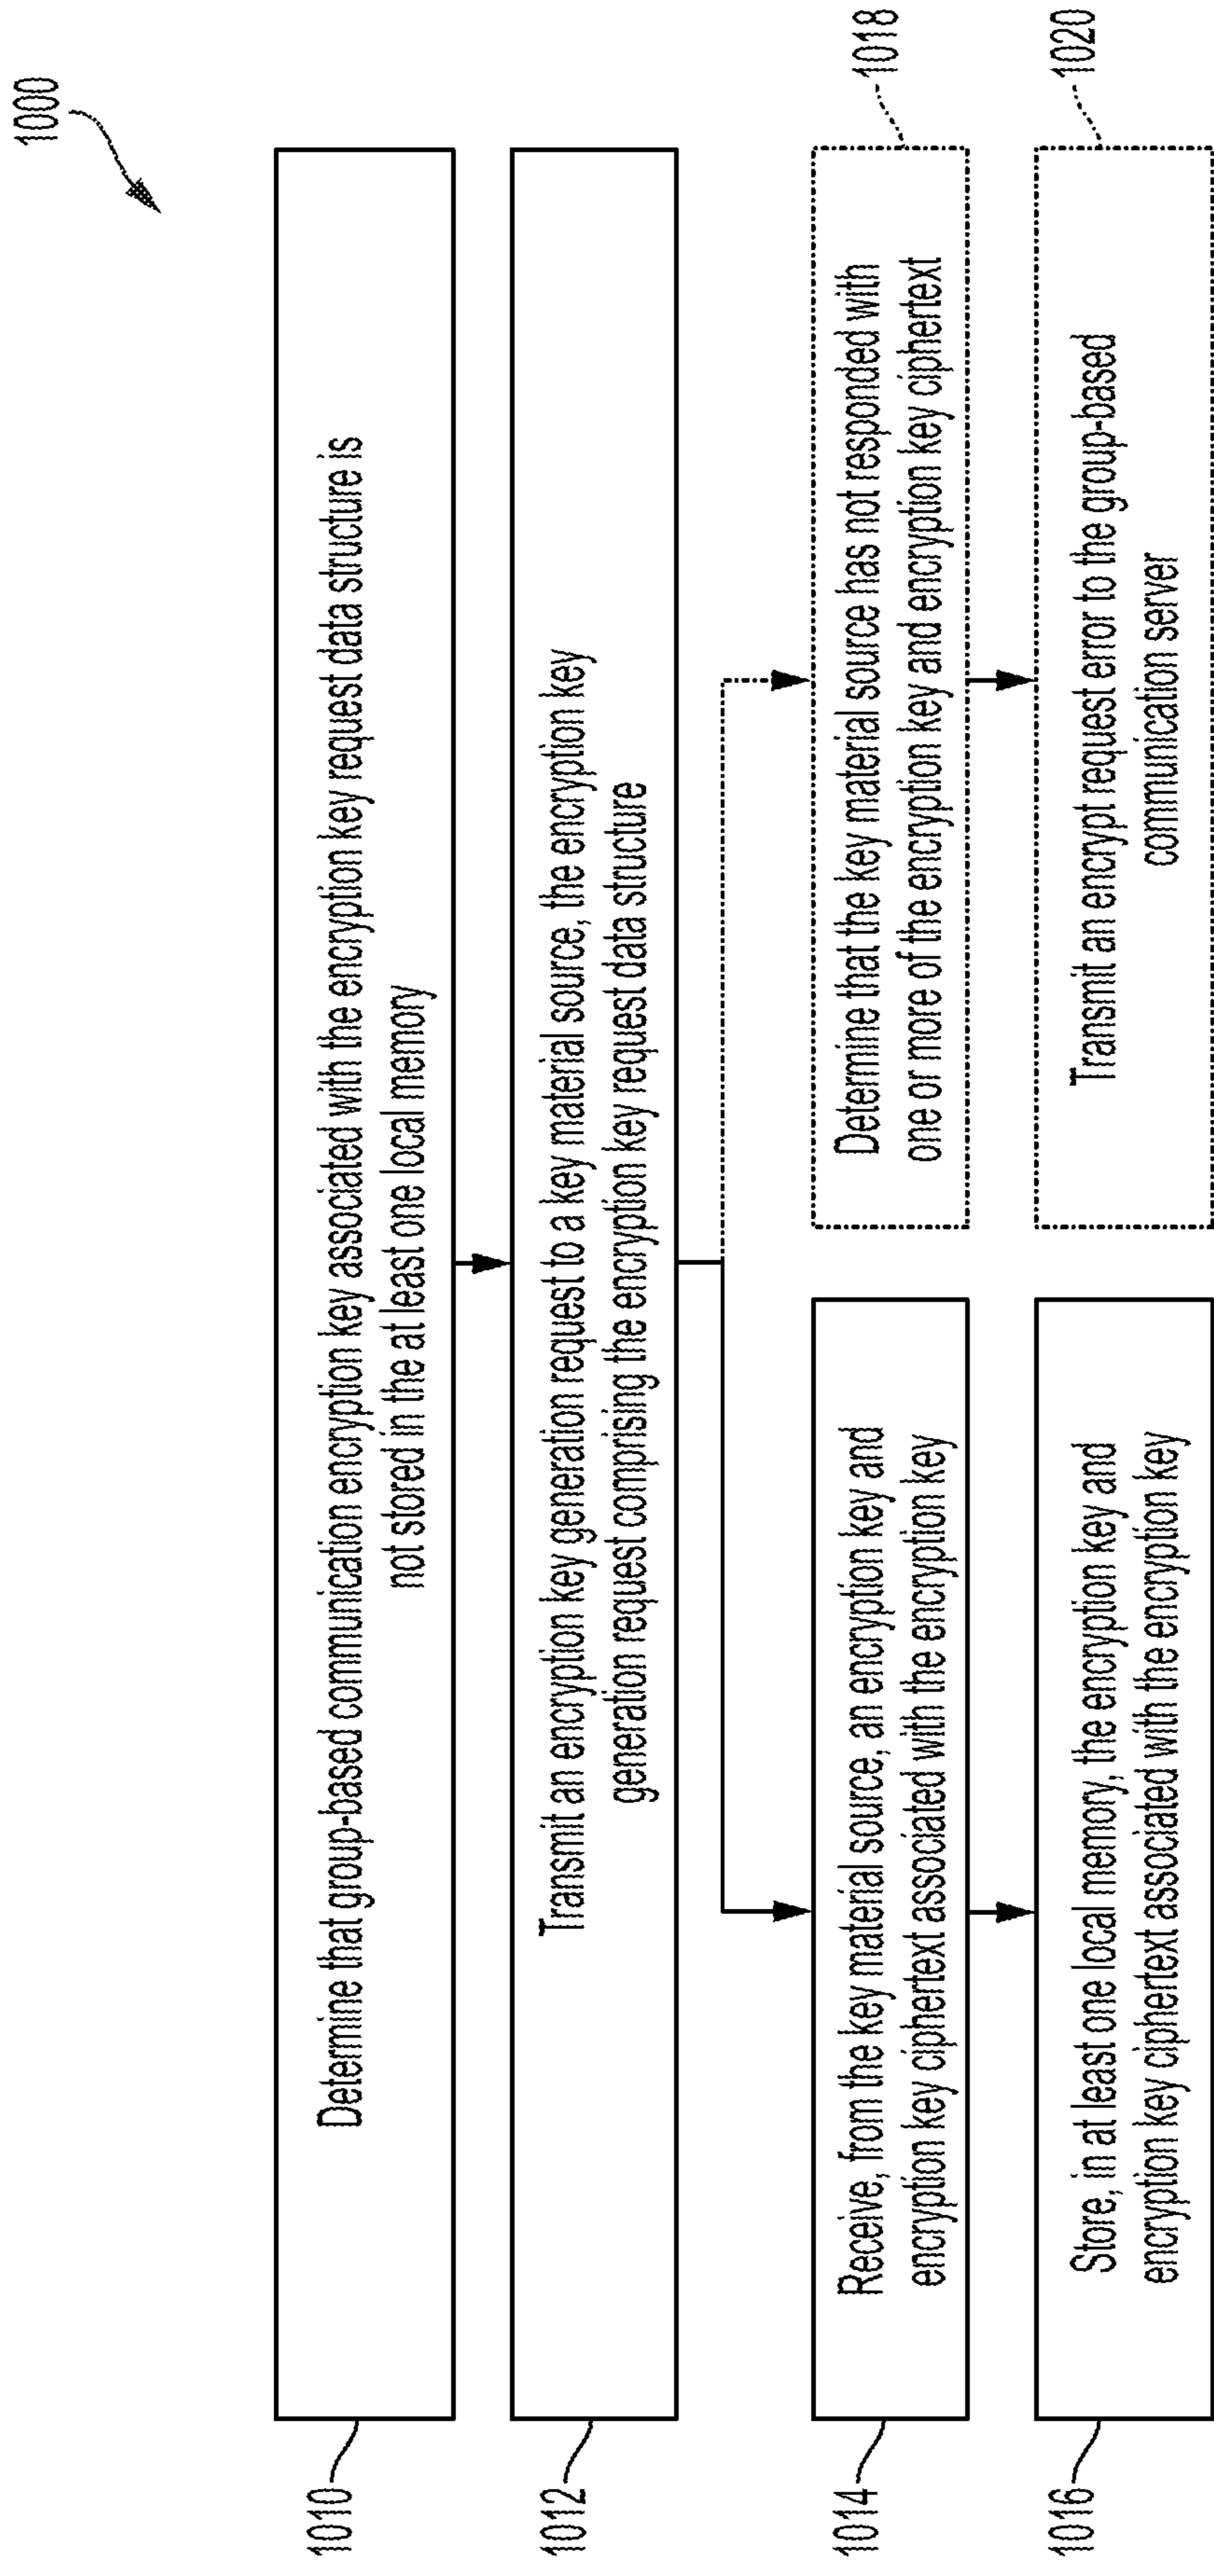 1000
1010
Determine that group-based communication encryption key associated with the encryption key request data structure is
not stored in the at least one local memory
1012
Transmit an encryption key generation request to a key material source, the encryption key
generation request comprising the encryption key request data structure
1014
Receive, from the key material source, an encryption key and
encryption key ciphertext associated with the encryption key
1018
Determine that the key material source has not responded with
one or more of the encryption key and encryption key ciphertext
1016
Store, in at least one local memory, the encryption key and
encryption key ciphertext associated with the encryption key
1020
Transmit an encrypt request error to the group-based
communication server